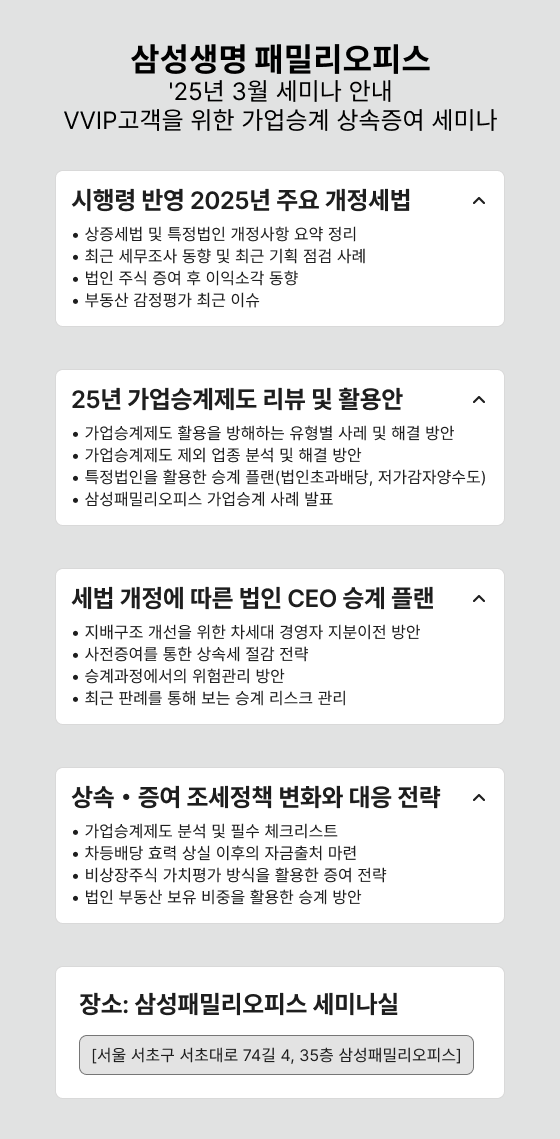 삼성생명 패밀리오피스
'25년 3월 세미나 안내
VVIP고객을 위한 가업승계 상속증여 세미나
시행령 반영 2025년 주요 개정세법
• 상증세법 및 특정법인 개정사항 요약 정리
• 최근 세무조사 동향 및 최근 기획 점검 사례
• 법인 주식 증여 후 이익소각 동향
• 부동산 감정평가 최근 이슈
25년 가업승계제도 리뷰 및 활용안
• 가업승계제도 활용을 방해하는 유형별 사레 및 해결 방안
• 가업승계제도 제외 업종 분석 및 해결 방안
• 특정법인을 활용한 승계 플랜(법인초과배당, 저가감자양수도)
• 삼성패밀리오피스 가업승계 사례 발표
세법 개정에 따른 법인 CEO 승계 플랜
• 지배구조 개선을 위한 차세대 경영자 지분이전 방안
• 사전증여를 통한 상속세 절감 전략
• 승계과정에서의 위험관리 방안
• 최근 판례를 통해 보는 승계 리스크 관리
상속・증여 조세정책 변화와 대응 전략
• 가업승계제도 분석 및 필수 체크리스트
• 차등배당 효력 상실 이후의 자금출처 마련
• 비상장주식 가치평가 방식을 활용한 증여 전략
• 법인 부동산 보유 비중을 활용한 승계 방안
장소: 삼성패밀리오피스 세미나실
[서울 서초구 서초대로 74길 4, 35층 삼성패밀리오피스]